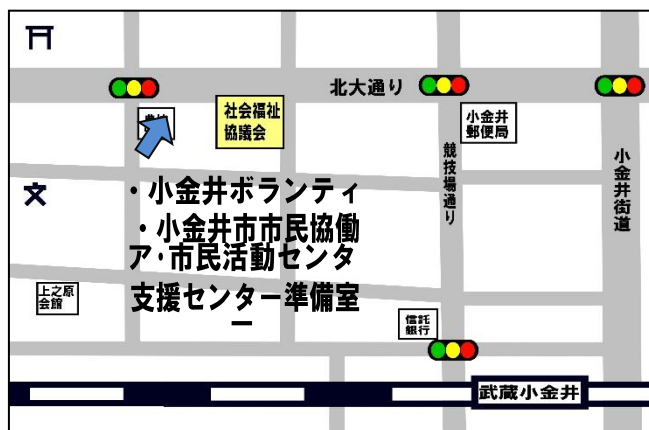 北大通り
社会福祉
協議会
小金井
郵便局
競技場通り
小金井街道
・小金井ボランティ
・小金井市市民協働
ア・市民活動センタ
支援センター準備室
ー
上之原
会館
信託
銀行
武蔵小金井